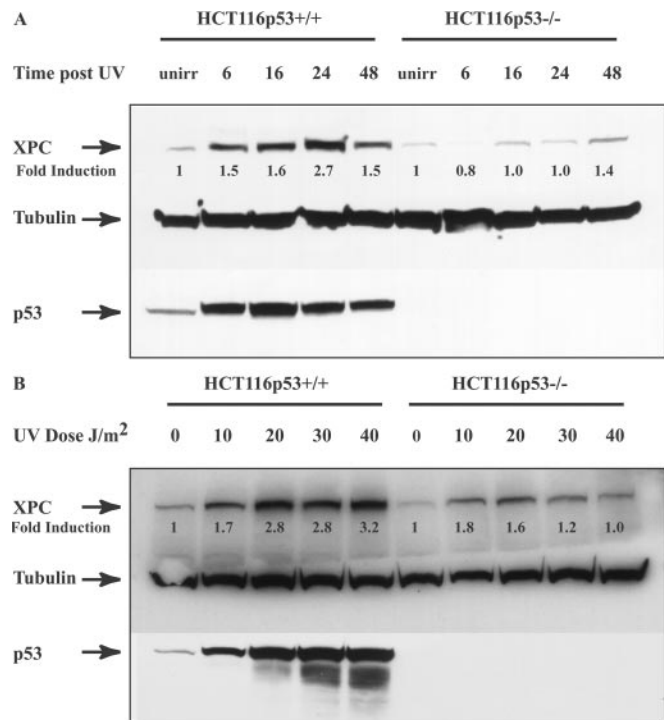 A
HCT116p53+/+ HCT116p53-/-
Time post UV unirr 6 16 24 48 unirr 6 16 24 48
XPC
Fold Induction 1 1.5 1.6 2.7 1.5 1 0.8 1.0 1.0 1.4
Tubulin
p53
B
HCT116p53+/+ HCT116p53-/-
UV Dose J/m2 0 10 20 30 40 0 10 20 30 40
XPC
Fold Induction 1 1.7 2.8 2.8 3.2 1 1.8 1.6 1.2 1.0
Tubulin
p53